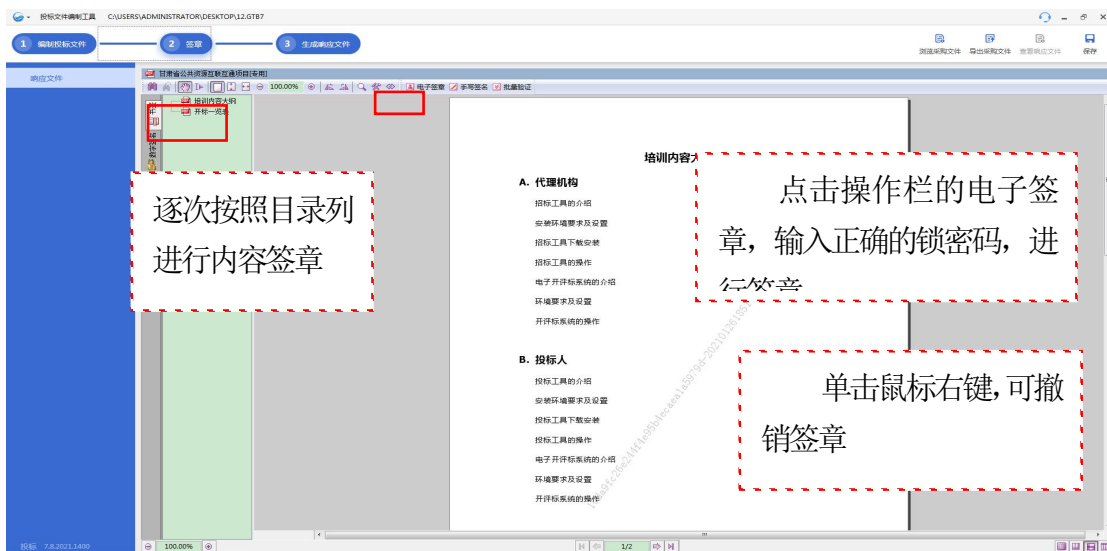 投标文件编制工具 C:\USERS\ADMINISTRATOR\DESKTOP\12.GTB7
1 编制投标文件
2 签章
3 生成响应文件
浏览采购文件 导出采购文件 查看响应文件 保存
响应文件
甘肃省公共资源互联互通项目[专用]
100.00% 电子签章 手写签名 批量验证
培训内容大纲
开标一览表
逐次按照目录列
进行内容签章
培训内容
A. 代理机构
招标工具的介绍
安装环境要求及设置
招标工具下载安装
招标工具的操作
电子开评标系统的介绍
环境要求及设置
开评标系统的操作
B. 投标人
投标工具的介绍
安装环境要求及设置
投标工具下载安装
投标工具的操作
电子开评标系统的介绍
环境要求及设置
开评标系统的操作
点击操作栏的电子签
章，输入正确的锁密码，进
行签章
单击鼠标右键,可撤
销签章
投标 7.8.2021.1400
100.00%
1/2